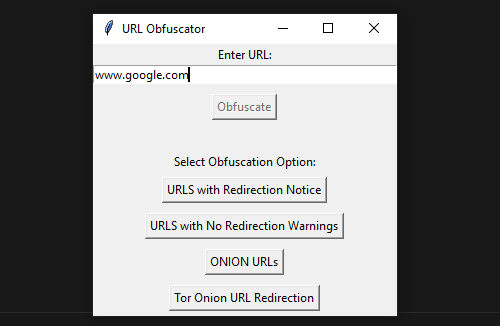 URL Obfuscator
Enter URL:
www.google.com
Obfuscate
Select Obfuscation Option:
URLS with Redirection Notice
URLS with No Redirection Warnings
ONION URLs
Tor Onion URL Redirection